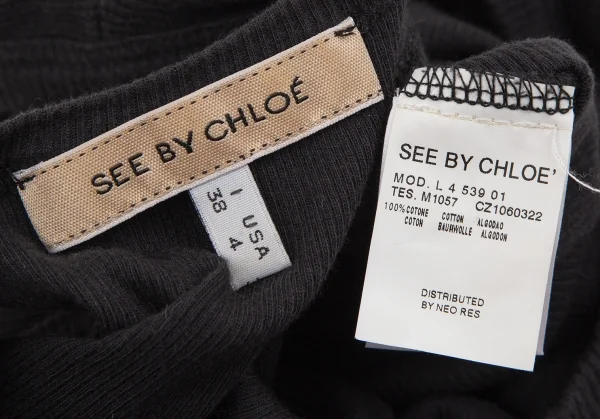 SEE BY CHLOÉ
I USA
38 4
SEE BY CHLOE'
MOD. L 4 539 01
TES. M1057 CZ1060322
100%COTONE COTTON ALGODAO
COTON BAUMWOLLE ALGODON
DISTRIBUTED
BY NEO RES